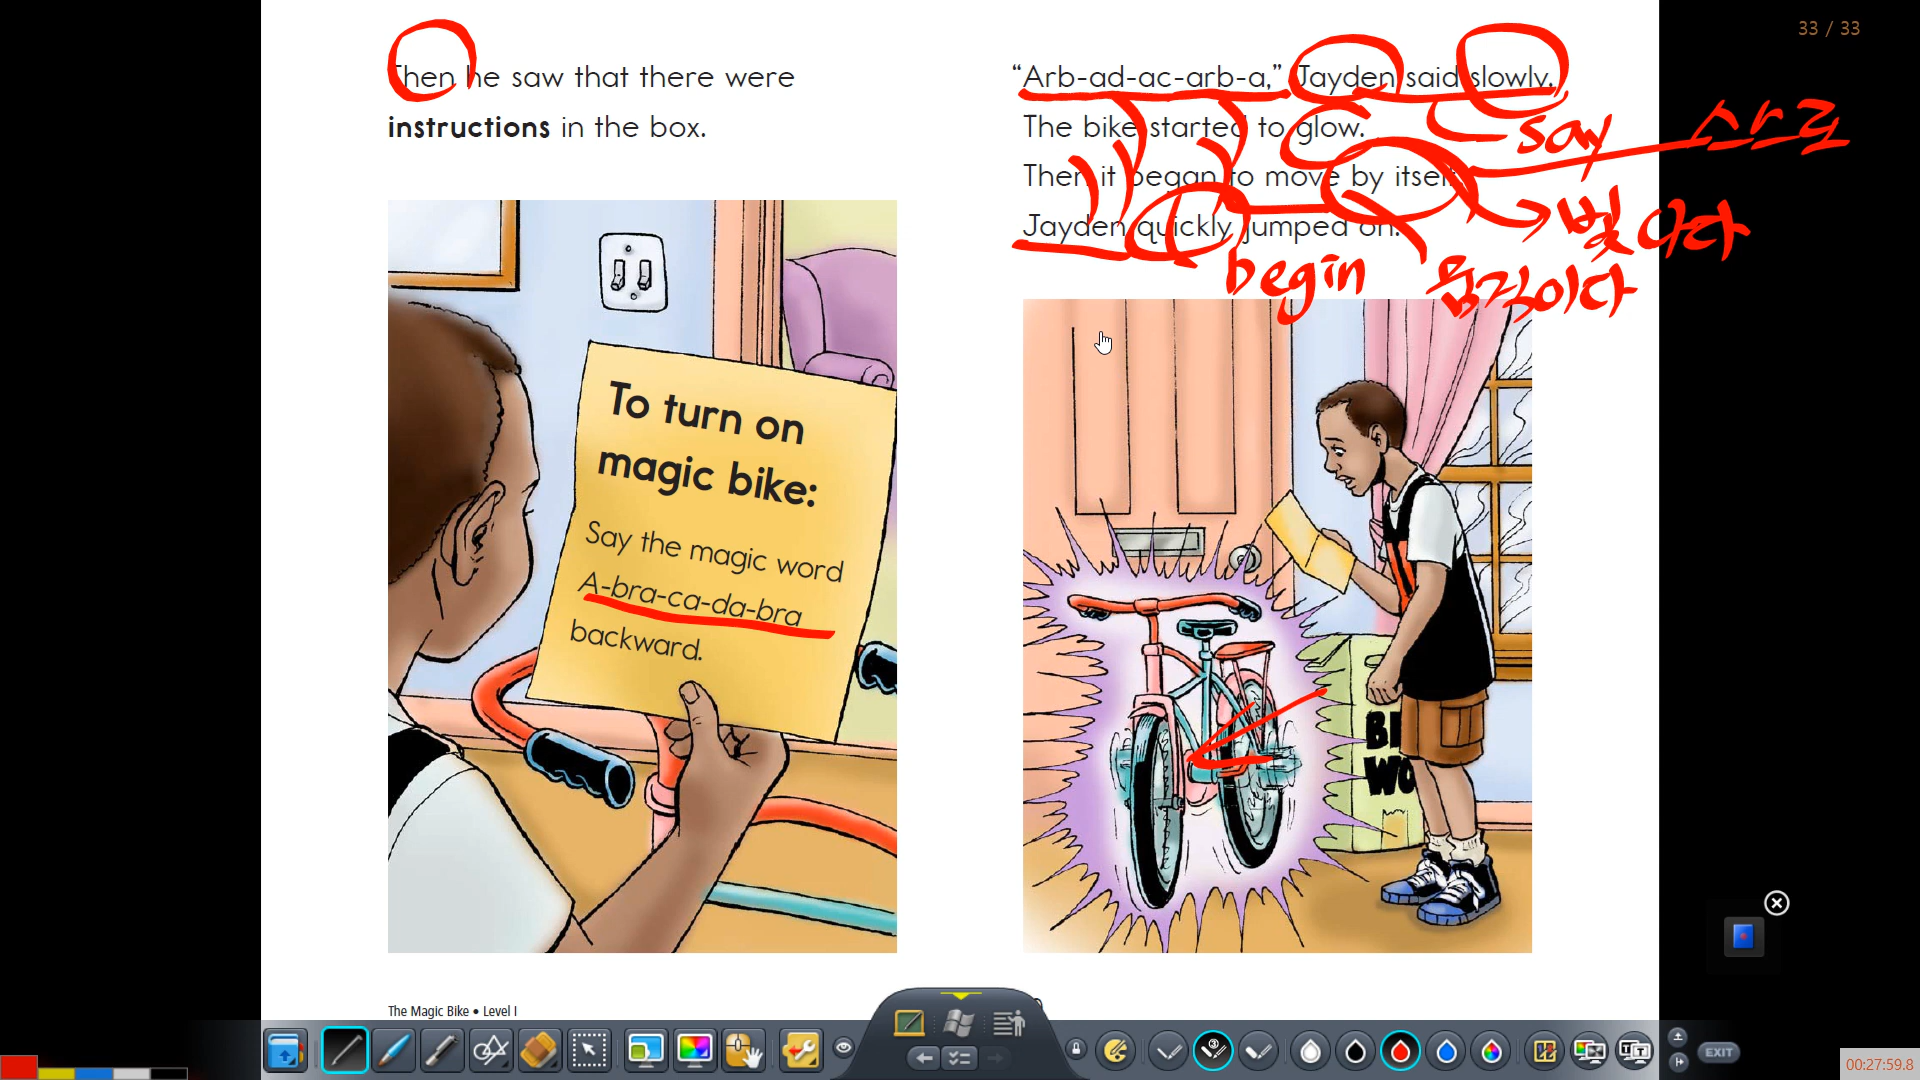 33 / 33
Then he saw that there were
instructions in the box.
To turn on
magic bike:
Say the magic word
A-bra-ca-da-bra
backward.
“Arb-ad-ac-arb-a,” Jayden said slowly.
The bike started to glow.
Then it began to move by itself.
Jayden quickly jumped on.
say
스르로
빛나다
begin
움직이다
BI
WO
The Magic Bike • Level I
EXIT
00:27:59.8